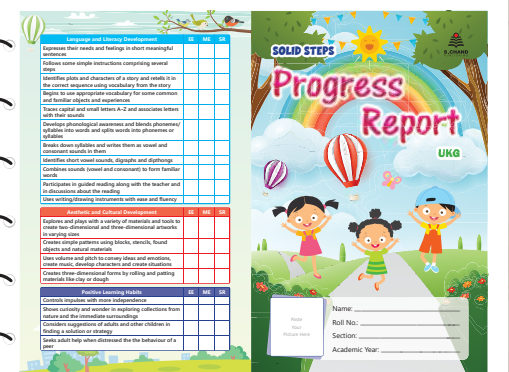 Language and Literacy Development EE ME SR
Expresses their needs and feelings in short meaningful
sentences
Follows some simple instructions comprising several
steps
Identifies plots and characters of a story and retells it in
the correct sequence using vocabulary from the story
Begins to use appropriate vocabulary for some common
and familiar objects and experiences
Traces capital and small letters A–Z and associates letters
with their sounds
Develops phonological awareness and blends phonemes/
syllables into words and splits words into phonemes or
syllables
Breaks down syllables and writes them as vowel and
consonant sounds in them
Identifies short vowel sounds, digraphs and dipthongs
Combines sounds (vowel and consonant) to form familiar
words
Participates in guided reading along with the teacher and
in discussions about the reading
Uses writing/drawing instruments with ease and fluency
Aesthetic and Cultural Development EE ME SR
Explores and plays with a variety of materials and tools to
create two-dimensional and three-dimensional artworks
in varying sizes
Creates simple patterns using blocks, stencils, found
objects and natural materials
Uses volume and pitch to convey ideas and emotions,
create music, develop characters and create situations
Creates three-dimensional forms by rolling and patting
materials like clay or dough
Positive Learning Habits EE ME SR
Controls impulses with more independence
Shows curiosity and wonder in exploring collections from
nature and the immediate surroundings
Considers suggestions of adults and other children in
finding a solution or strategy
Seeks adult help when distressed the the behaviour of a
peer
SOLID STEPS
S.CHAND
Progress
Report
UKG
Paste
Your
Picture Here
Name:
Roll No.:
Section:
Academic Year: